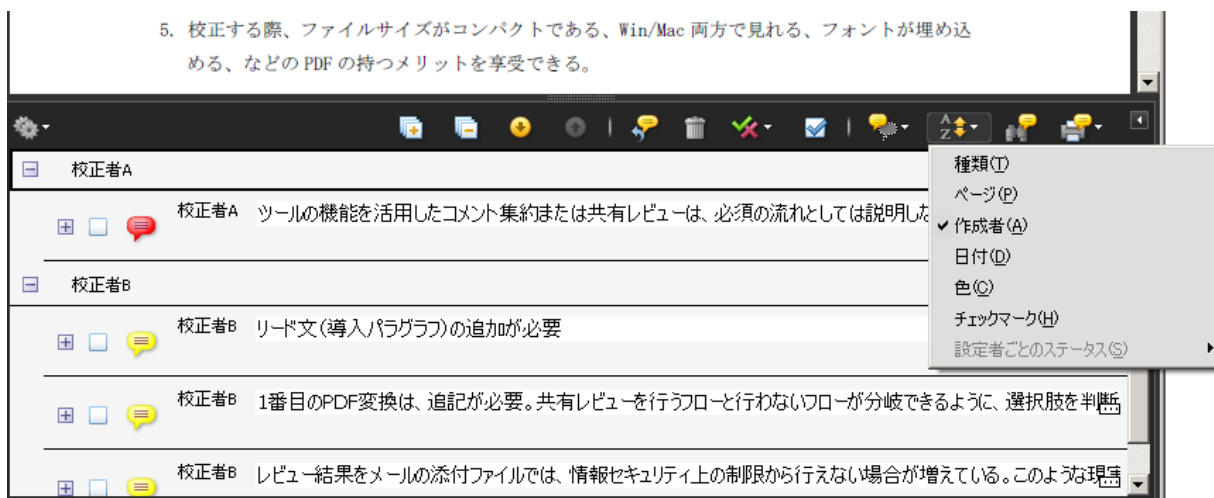 5. 校正する際、ファイルサイズがコンパクトである、Win/Mac 両方で見れる、フォントが埋め込
める、などの PDF の持つメリットを享受できる。
校正者A
校正者A ツールの機能を活用したコメント集約または共有レビューは、必須の流れとしては説明した
校正者B
校正者B リード文(導入パラグラフ)の追加が必要
校正者B 1番目のPDF変換は、追記が必要。共有レビューを行うフローと行わないフローが分岐できるように、選択肢を判断
校正者B レビュー結果をメールの添付ファイルでは、情報セキュリティ上の制限から行えない場合が増えている。このような現実
種類(T)
ページ(P)
作成者(A)
日付(D)
色(C)
チェックマーク(H)
設定者ごとのステータス(S)